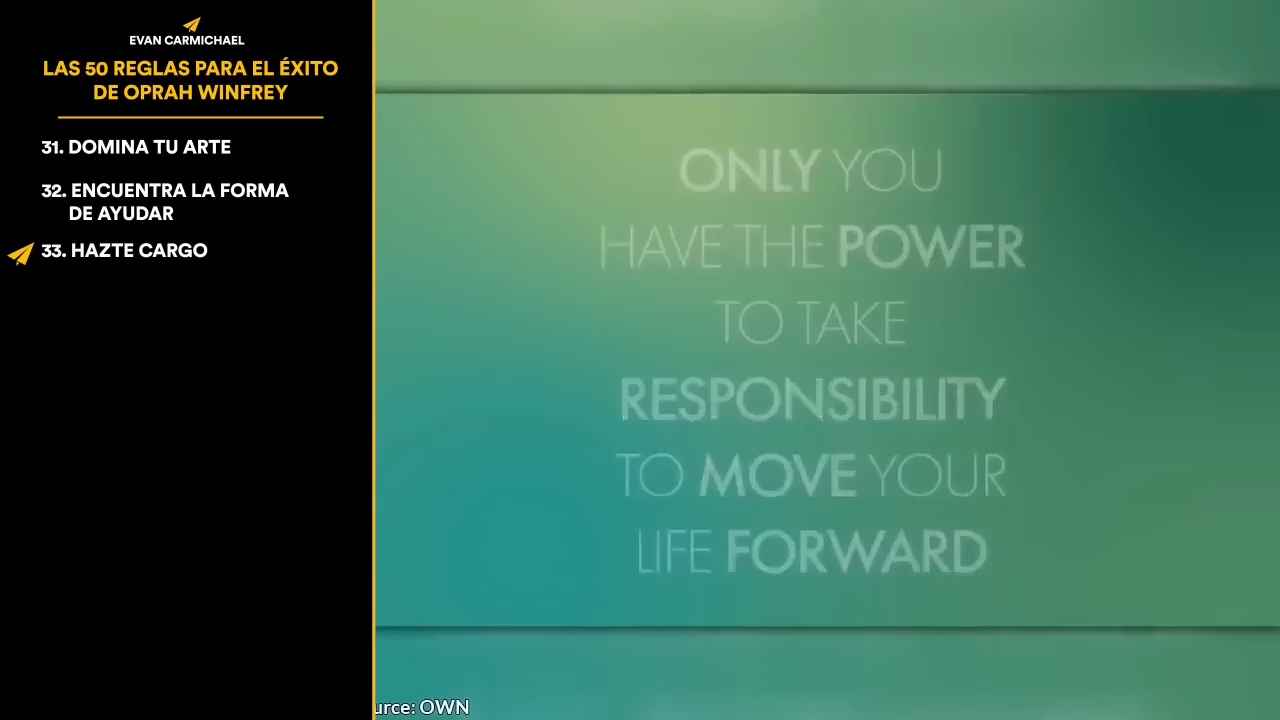 EVAN CARMICHAEL
LAS 50 REGLAS PARA EL ÉXITO
DE OPRAH WINFREY
31. DOMINA TU ARTE
32. ENCUENTRA LA FORMA
DE AYUDAR
33. HAZTE CARGO
ONLY YOU
HAVE THE POWER
TO TAKE
RESPONSIBILITY
TO MOVE YOUR
LIFE FORWARD
urce: OWN